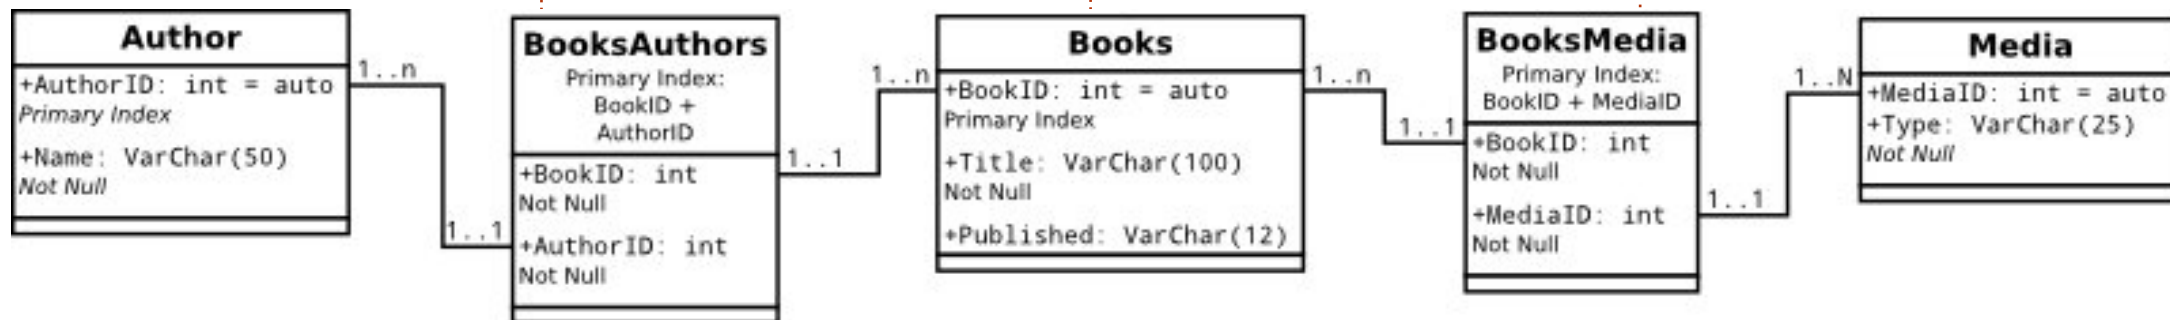 Author
+AuthorID: int = auto
Primary Index
+Name: VarChar(50)
Not Null
1..n
1..1
BooksAuthors
Primary Index:
BookID +
AuthorID
+BookID: int
Not Null
+AuthorID: int
Not Null
1..1
1..n
Books
+BookID: int = auto
Primary Index
+Title: VarChar(100)
Not Null
+Published: VarChar(12)
1..n
1..1
BooksMedia
Primary Index:
BookID + MediaID
+BookID: int
Not Null
+MediaID: int
Not Null
1..1
1..N
Media
+MediaID: int = auto
+Type: VarChar(25)
Not Null